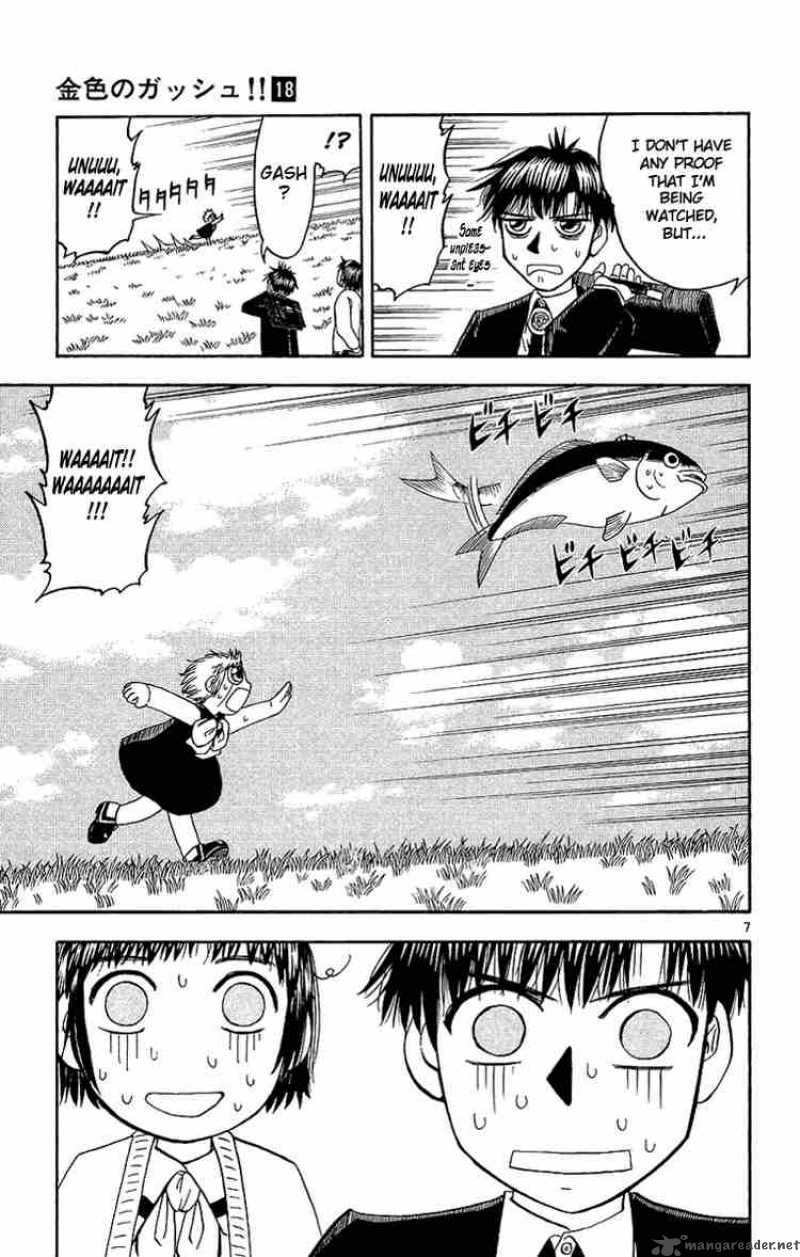 金色のガッシュ!! 18
I DON'T HAVE
ANY PROOF
THAT I'M
BEING
WATCHED,
BUT...
Some
unpleas-
ant eyes
UNUUU,
WAAAAIT
!!
!?
GASH
?
UNUUU,
WAAAAIT
!!
タタタタタ
WAAAAIT!!
WAAAAAAAIT
!!!
ビチ ビチ
ビチ ビチ ビチ
7
mangareader.net